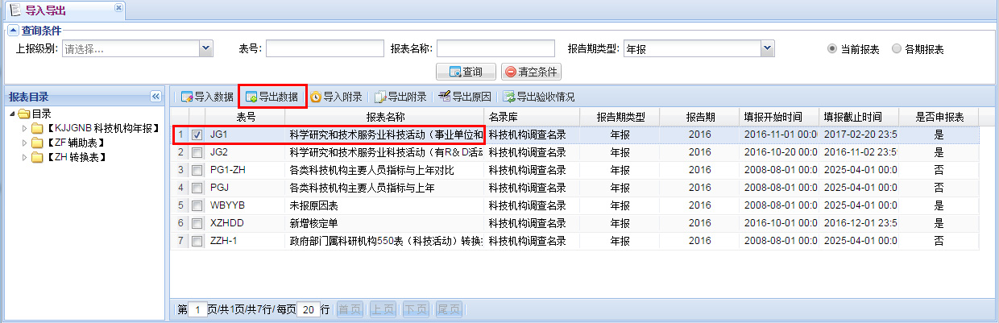 导入导出
查询条件
上报级别: 请选择... 表号: 报表名称: 报告期类型: 年报 当前报表 各期报表
查询 清空条件
报表目录
目录
【KJJGNB 科技机构年报】
【ZF 辅助表】
【ZH 转换表】
导入数据 导出数据 导入附录 导出附录 导出原因 导出验收情况
表号 报表名称 名录库 报告期类型 报告期 填报开始时间 填报截止时间 是否申报表
1 JG1 科学研究和技术服务业科技活动（事业单位和 科技机构调查名录 年报 2016 2016-11-01 00:0 2017-02-20 23:5 是
2 JG2 科学研究和技术服务业科技活动（有R＆D活动 科技机构调查名录 年报 2016 2016-10-20 00:0 2016-11-02 23:5 是
3 PG1-ZH 各类科技机构主要人员指标与上年对比 科技机构调查名录 年报 2016 2008-08-01 00:0 2025-04-01 00:0 否
4 PGJ 各类科技机构主要人员指标与上年 科技机构调查名录 年报 2016 2008-08-01 00:0 2025-04-01 00:0 否
5 WBYYB 未报原因表 科技机构调查名录 年报 2016 2008-08-01 00:0 2025-04-01 00:0 是
6 XZHDD 新增核定单 科技机构调查名录 年报 2016 2016-10-01 00:0 2016-12-01 23:5 是
7 ZZH-1 政府部门属科研机构550表（科技活动）转换 科技机构调查名录 年报 2016 2008-08-01 00:0 2025-04-01 00:0 否
第 1 页/共1页/共7行/ 每页 20 行 首页 上页 下页 尾页